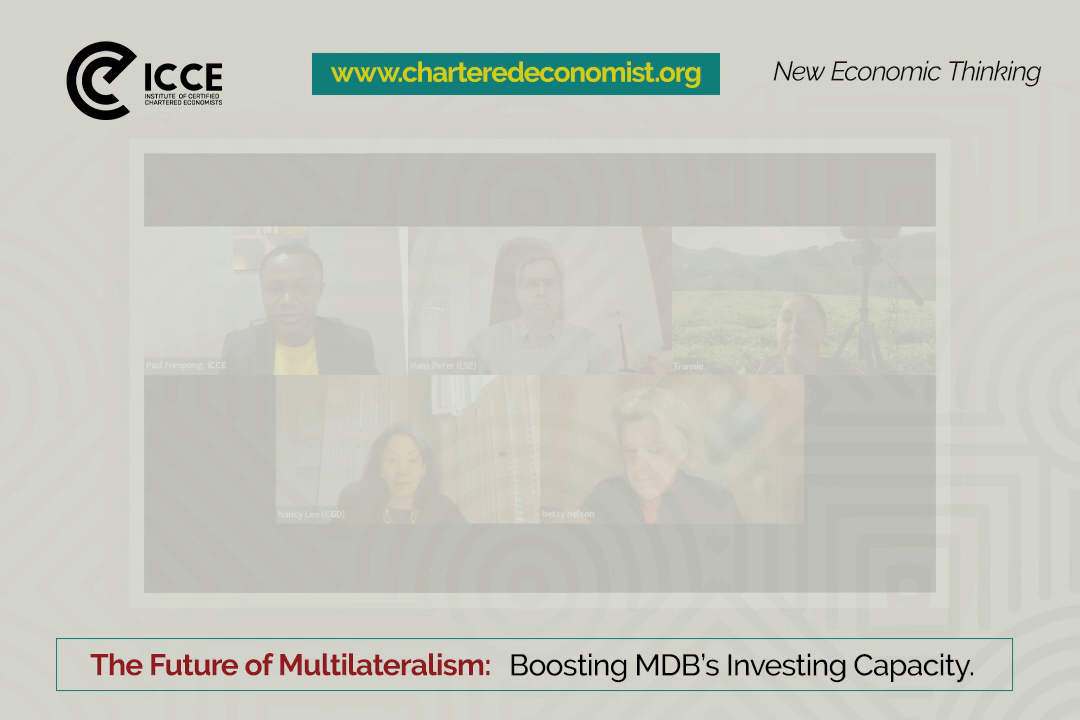 ICCE
INSTITUTE OF CERTIFIED
CHARTERED ECONOMISTS
www.charteredeconomist.org
New Economic Thinking
Paul Frimpong, ICCE
Hans Peter (LSE)
Frannie
Nancy Lee (CGD)
betsy nelson
The Future of Multilateralism: Boosting MDB’s Investing Capacity.